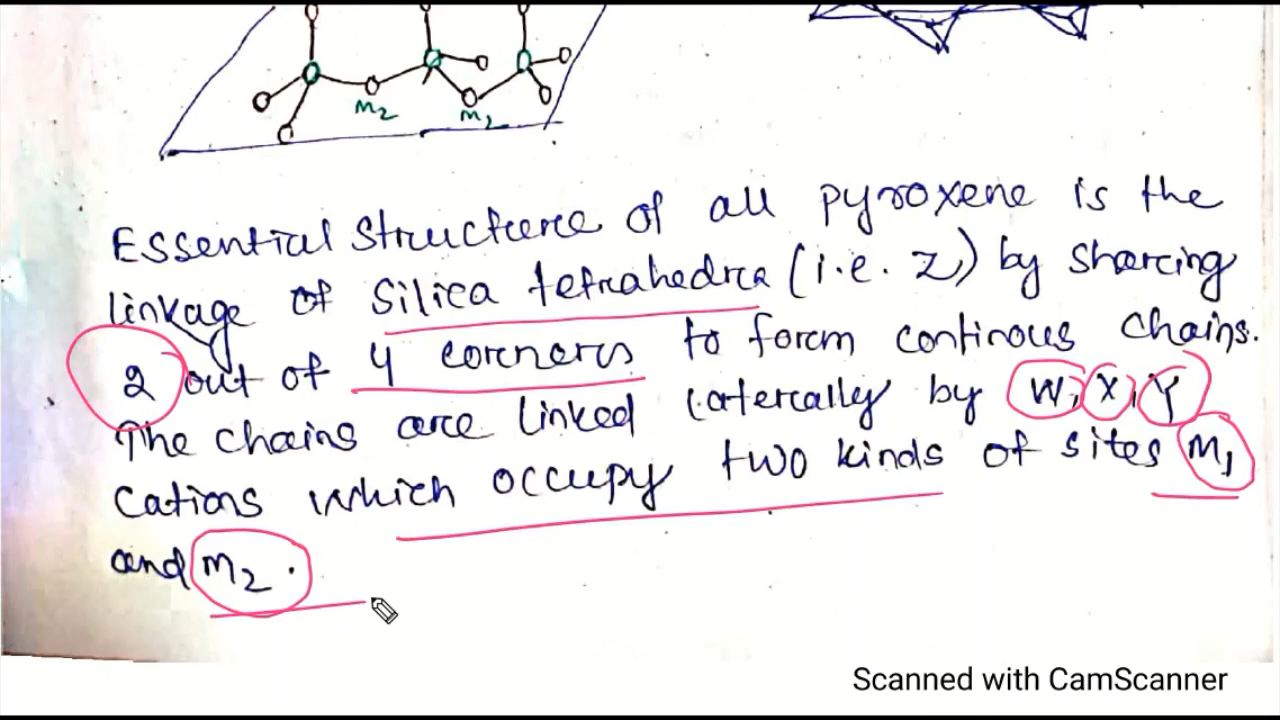 M2
M2
Essential structure of all pyroxene is the
linkage of silica tetrahedra (i.e. z) by sharing
2 out of 4 corners to form continous chains.
The chains are linked laterally by W, X, Y
cations which occupy two kinds of sites M1
and M2.
Scanned with CamScanner